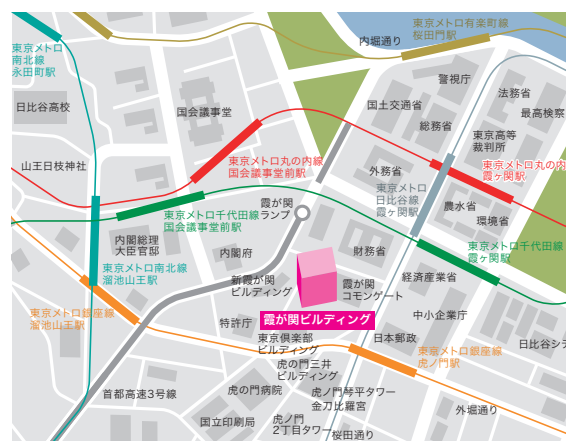 東京メトロ有楽町線
桜田門駅
内堀通り
東京メトロ
南北線
永田町駅
警視庁
法務省
日比谷高校
国会議事堂
国土交通省
最高検察
総務省
東京高等
裁判所
山王日枝神社
東京メトロ丸の内線
国会議事堂前駅
外務省
東京メトロ丸の内
霞ヶ関駅
東京メトロ
日比谷線
霞ヶ関駅
霞が関
ランプ
農水省
環境省
東京メトロ千代田線
国会議事堂前駅
内閣総理
大臣官邸
内閣府
財務省
東京メトロ千代田線
霞ヶ関駅
東京メトロ南北線
溜池山王駅
新霞が関
ビルディング
霞が関
コモンゲート
経済産業省
東京メトロ銀座線
溜池山王駅
特許庁
霞が関ビルディング
中小企業庁
東京倶楽部
ビルディング
日本郵政
日比谷シテ
虎の門三井
ビルディング
東京メトロ銀座線
虎ノ門駅
首都高速3号線
虎の門病院
虎ノ門琴平タワー
金刀比羅宮
外堀通り
国立印刷局
虎ノ門
2丁目タワー
桜田通り